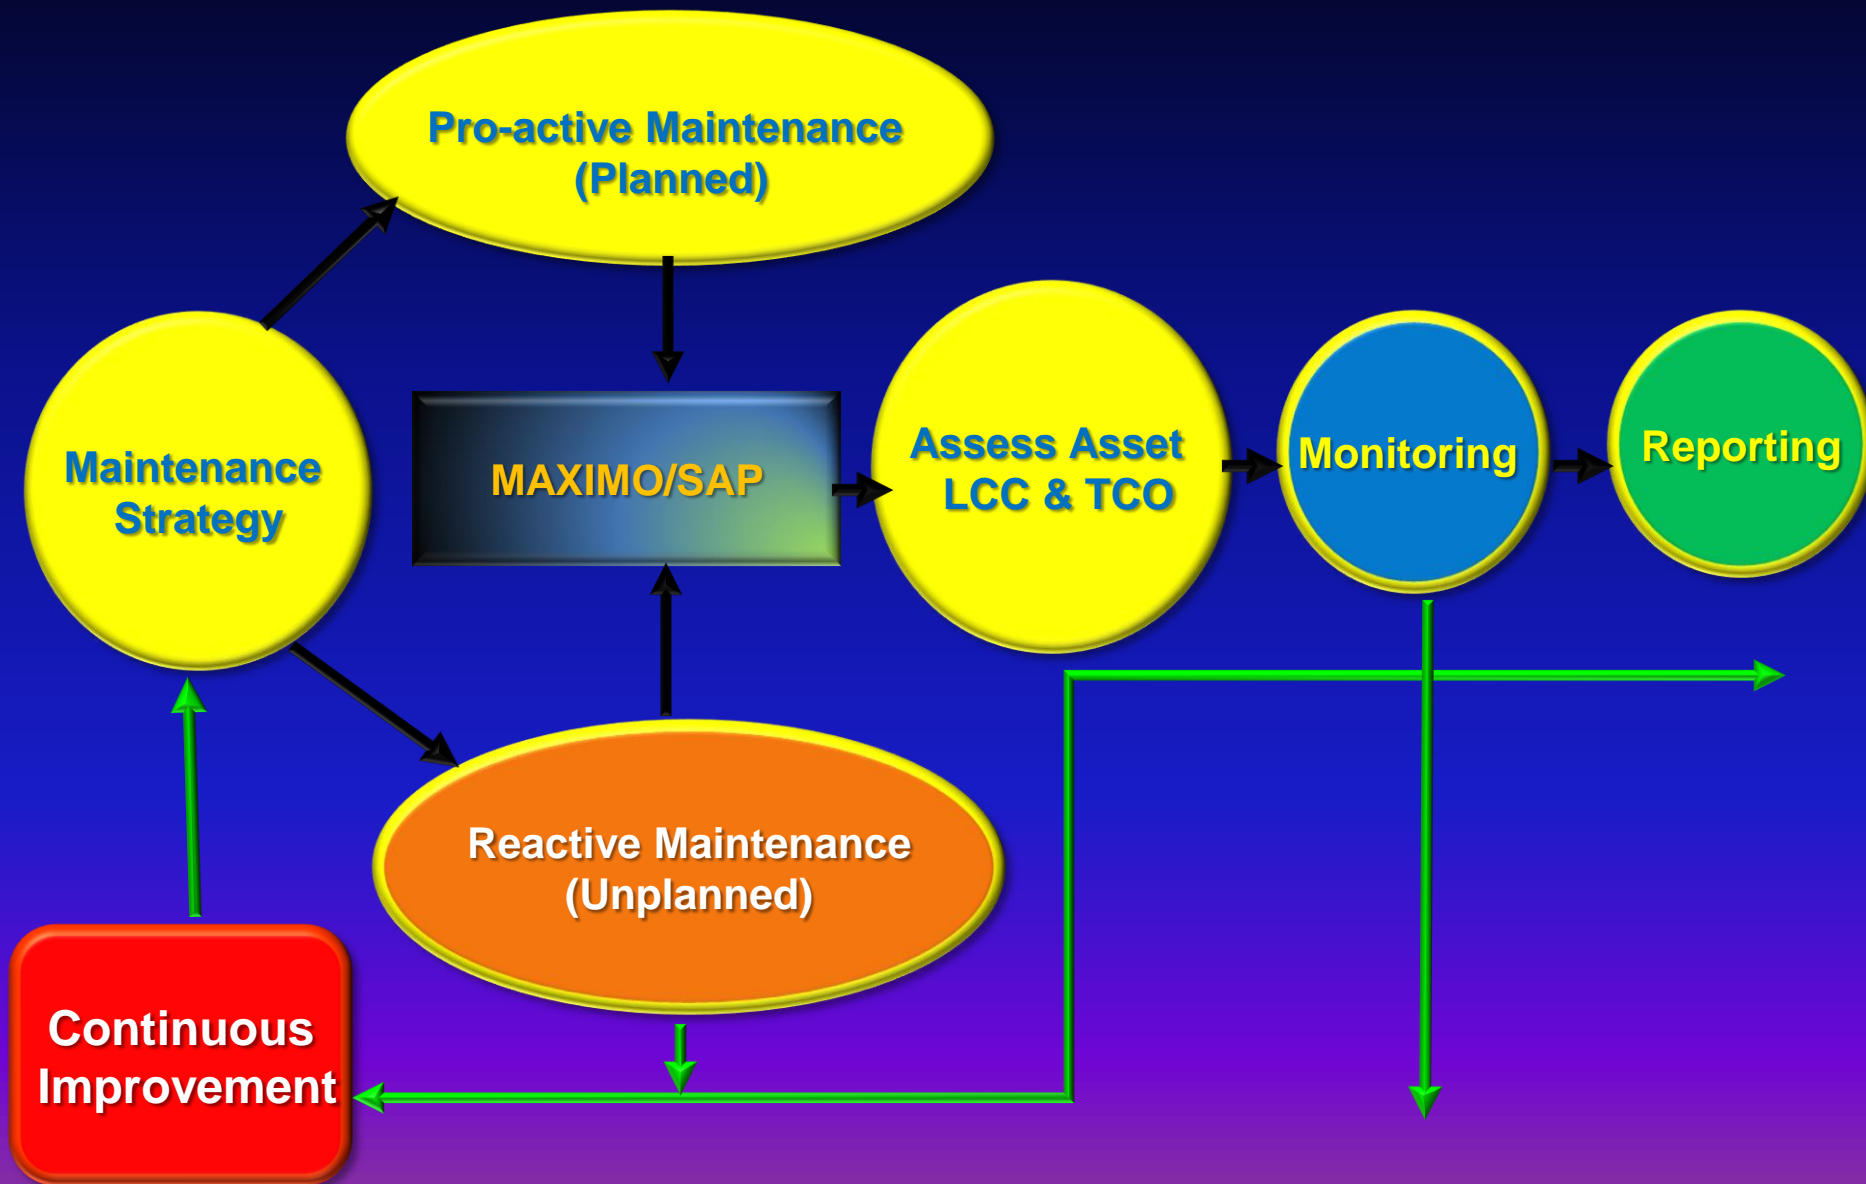 Pro-active Maintenance
(Planned)
Maintenance
Strategy
MAXIMO/SAP
Assess Asset
LCC & TCO
Monitoring
Reporting
Reactive Maintenance
(Unplanned)
Continuous
Improvement